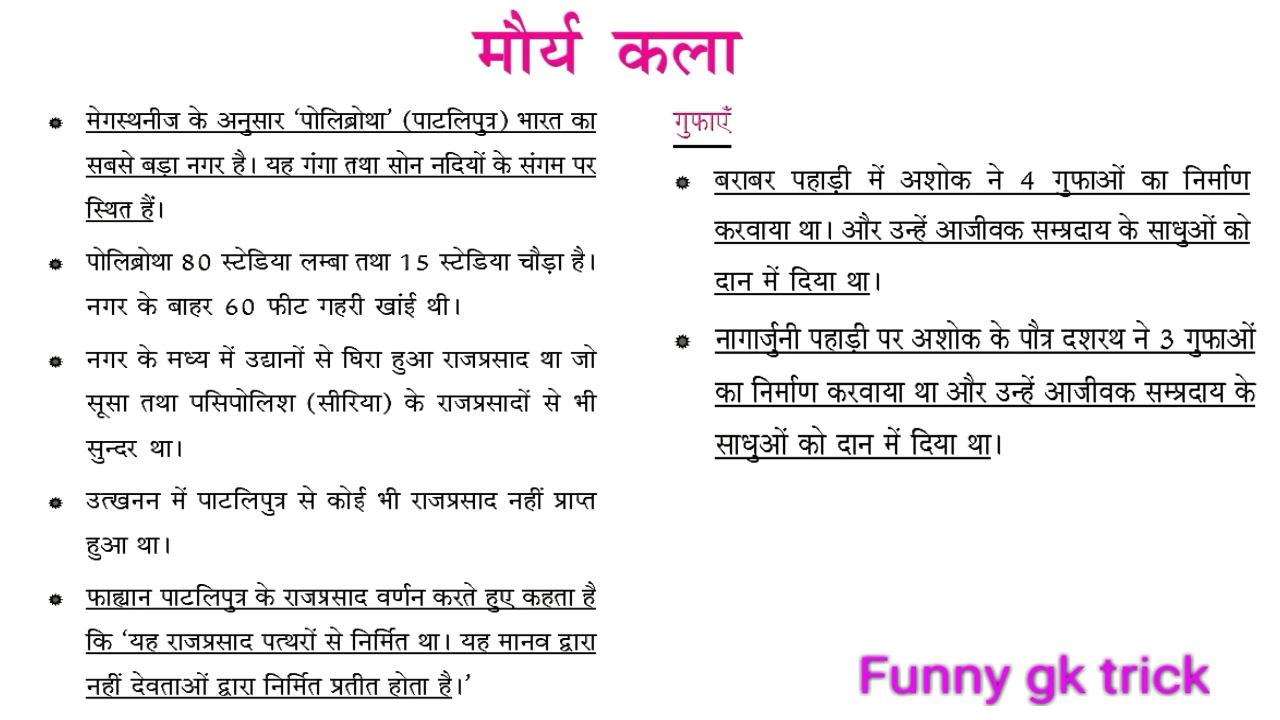 मौर्य कला
मेगस्थनीज के अनुसार ‘पोलिब्रोथा’ (पाटलिपुत्र) भारत का
सबसे बड़ा नगर है। यह गंगा तथा सोन नदियों के संगम पर
स्थित हैं।
पोलिब्रोथा 80 स्टेडिया लम्बा तथा 15 स्टेडिया चौड़ा है।
नगर के बाहर 60 फीट गहरी खांई थी।
नगर के मध्य में उद्यानों से घिरा हुआ राजप्रसाद था जो
सूसा तथा पसिपोलिश (सीरिया) के राजप्रसादों से भी
सुन्दर था।
उत्खनन में पाटलिपुत्र से कोई भी राजप्रसाद नहीं प्राप्त
हुआ था।
फाह्यान पाटलिपुत्र के राजप्रसाद वर्णन करते हुए कहता है
कि ‘यह राजप्रसाद पत्थरों से निर्मित था। यह मानव द्वारा
नहीं देवताओं द्वारा निर्मित प्रतीत होता है।’
गुफाएँ
बराबर पहाड़ी में अशोक ने 4 गुफाओं का निर्माण
करवाया था। और उन्हें आजीवक सम्प्रदाय के साधुओं को
दान में दिया था।
नागार्जुनी पहाड़ी पर अशोक के पौत्र दशरथ ने 3 गुफाओं
का निर्माण करवाया था और उन्हें आजीवक सम्प्रदाय के
साधुओं को दान में दिया था।
Funny gk trick